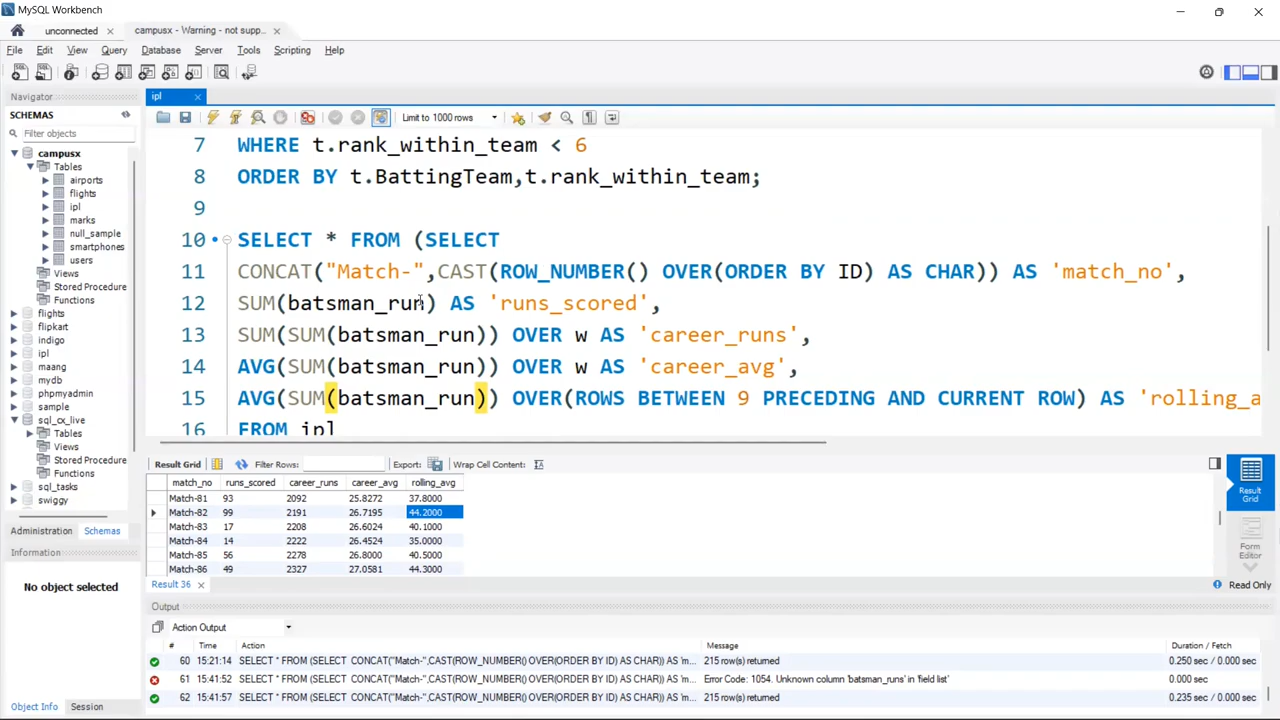 MySQL Workbench
unconnected
campusx - Warning - not supp...
File Edit View Query Database Server Tools Scripting Help
Navigator
SCHEMAS
Filter objects
campusx
Tables
airports
flights
ipl
marks
null_sample
smartphones
users
Views
Stored Procedure
Functions
flights
flipkart
indigo
ipl
maang
mydb
phpmyadmin
sample
sql_cx_live
Tables
Views
Stored Procedure
Functions
sql_tasks
swiggy
Administration Schemas
Information
No object selected
Object Info Session
ipl
Limit to 1000 rows
7 WHERE t.rank_within_team < 6
8 ORDER BY t.BattingTeam,t.rank_within_team;
9
10 SELECT * FROM (SELECT
11 CONCAT("Match-",CAST(ROW_NUMBER() OVER(ORDER BY ID) AS CHAR)) AS 'match_no',
12 SUM(batsman_run) AS 'runs_scored',
13 SUM(SUM(batsman_run)) OVER w AS 'career_runs',
14 AVG(SUM(batsman_run)) OVER w AS 'career_avg',
15 AVG(SUM(batsman_run)) OVER(ROWS BETWEEN 9 PRECEDING AND CURRENT ROW) AS 'rolling_a
16 FROM ipl
Result Grid Filter Rows: Export: Wrap Cell Content:
match_no runs_scored career_runs career_avg rolling_avg
Match-81 93 2092 25.8272 37.8000
Match-82 99 2191 26.7195 44.2000
Match-83 17 2208 26.6024 40.1000
Match-84 14 2222 26.4524 35.0000
Match-85 56 2278 26.8000 40.5000
Match-86 49 2327 27.0581 44.3000
Result Grid
Form Editor
Result 36
Read Only
Output
Action Output
# Time Action Message Duration / Fetch
60 15:21:14 SELECT * FROM (SELECT CONCAT("Match-",CAST(ROW_NUMBER() OVER(ORDER BY ID) AS CHAR)) AS 'm... 215 row(s) returned 0.250 sec / 0.000 sec
61 15:41:52 SELECT * FROM (SELECT CONCAT("Match-",CAST(ROW_NUMBER() OVER(ORDER BY ID) AS CHAR)) AS 'm... Error Code: 1054. Unknown column 'batsman_runs' in 'field list' 0.000 sec
62 15:41:57 SELECT * FROM (SELECT CONCAT("Match-",CAST(ROW_NUMBER() OVER(ORDER BY ID) AS CHAR)) AS 'm... 215 row(s) returned 0.235 sec / 0.000 sec